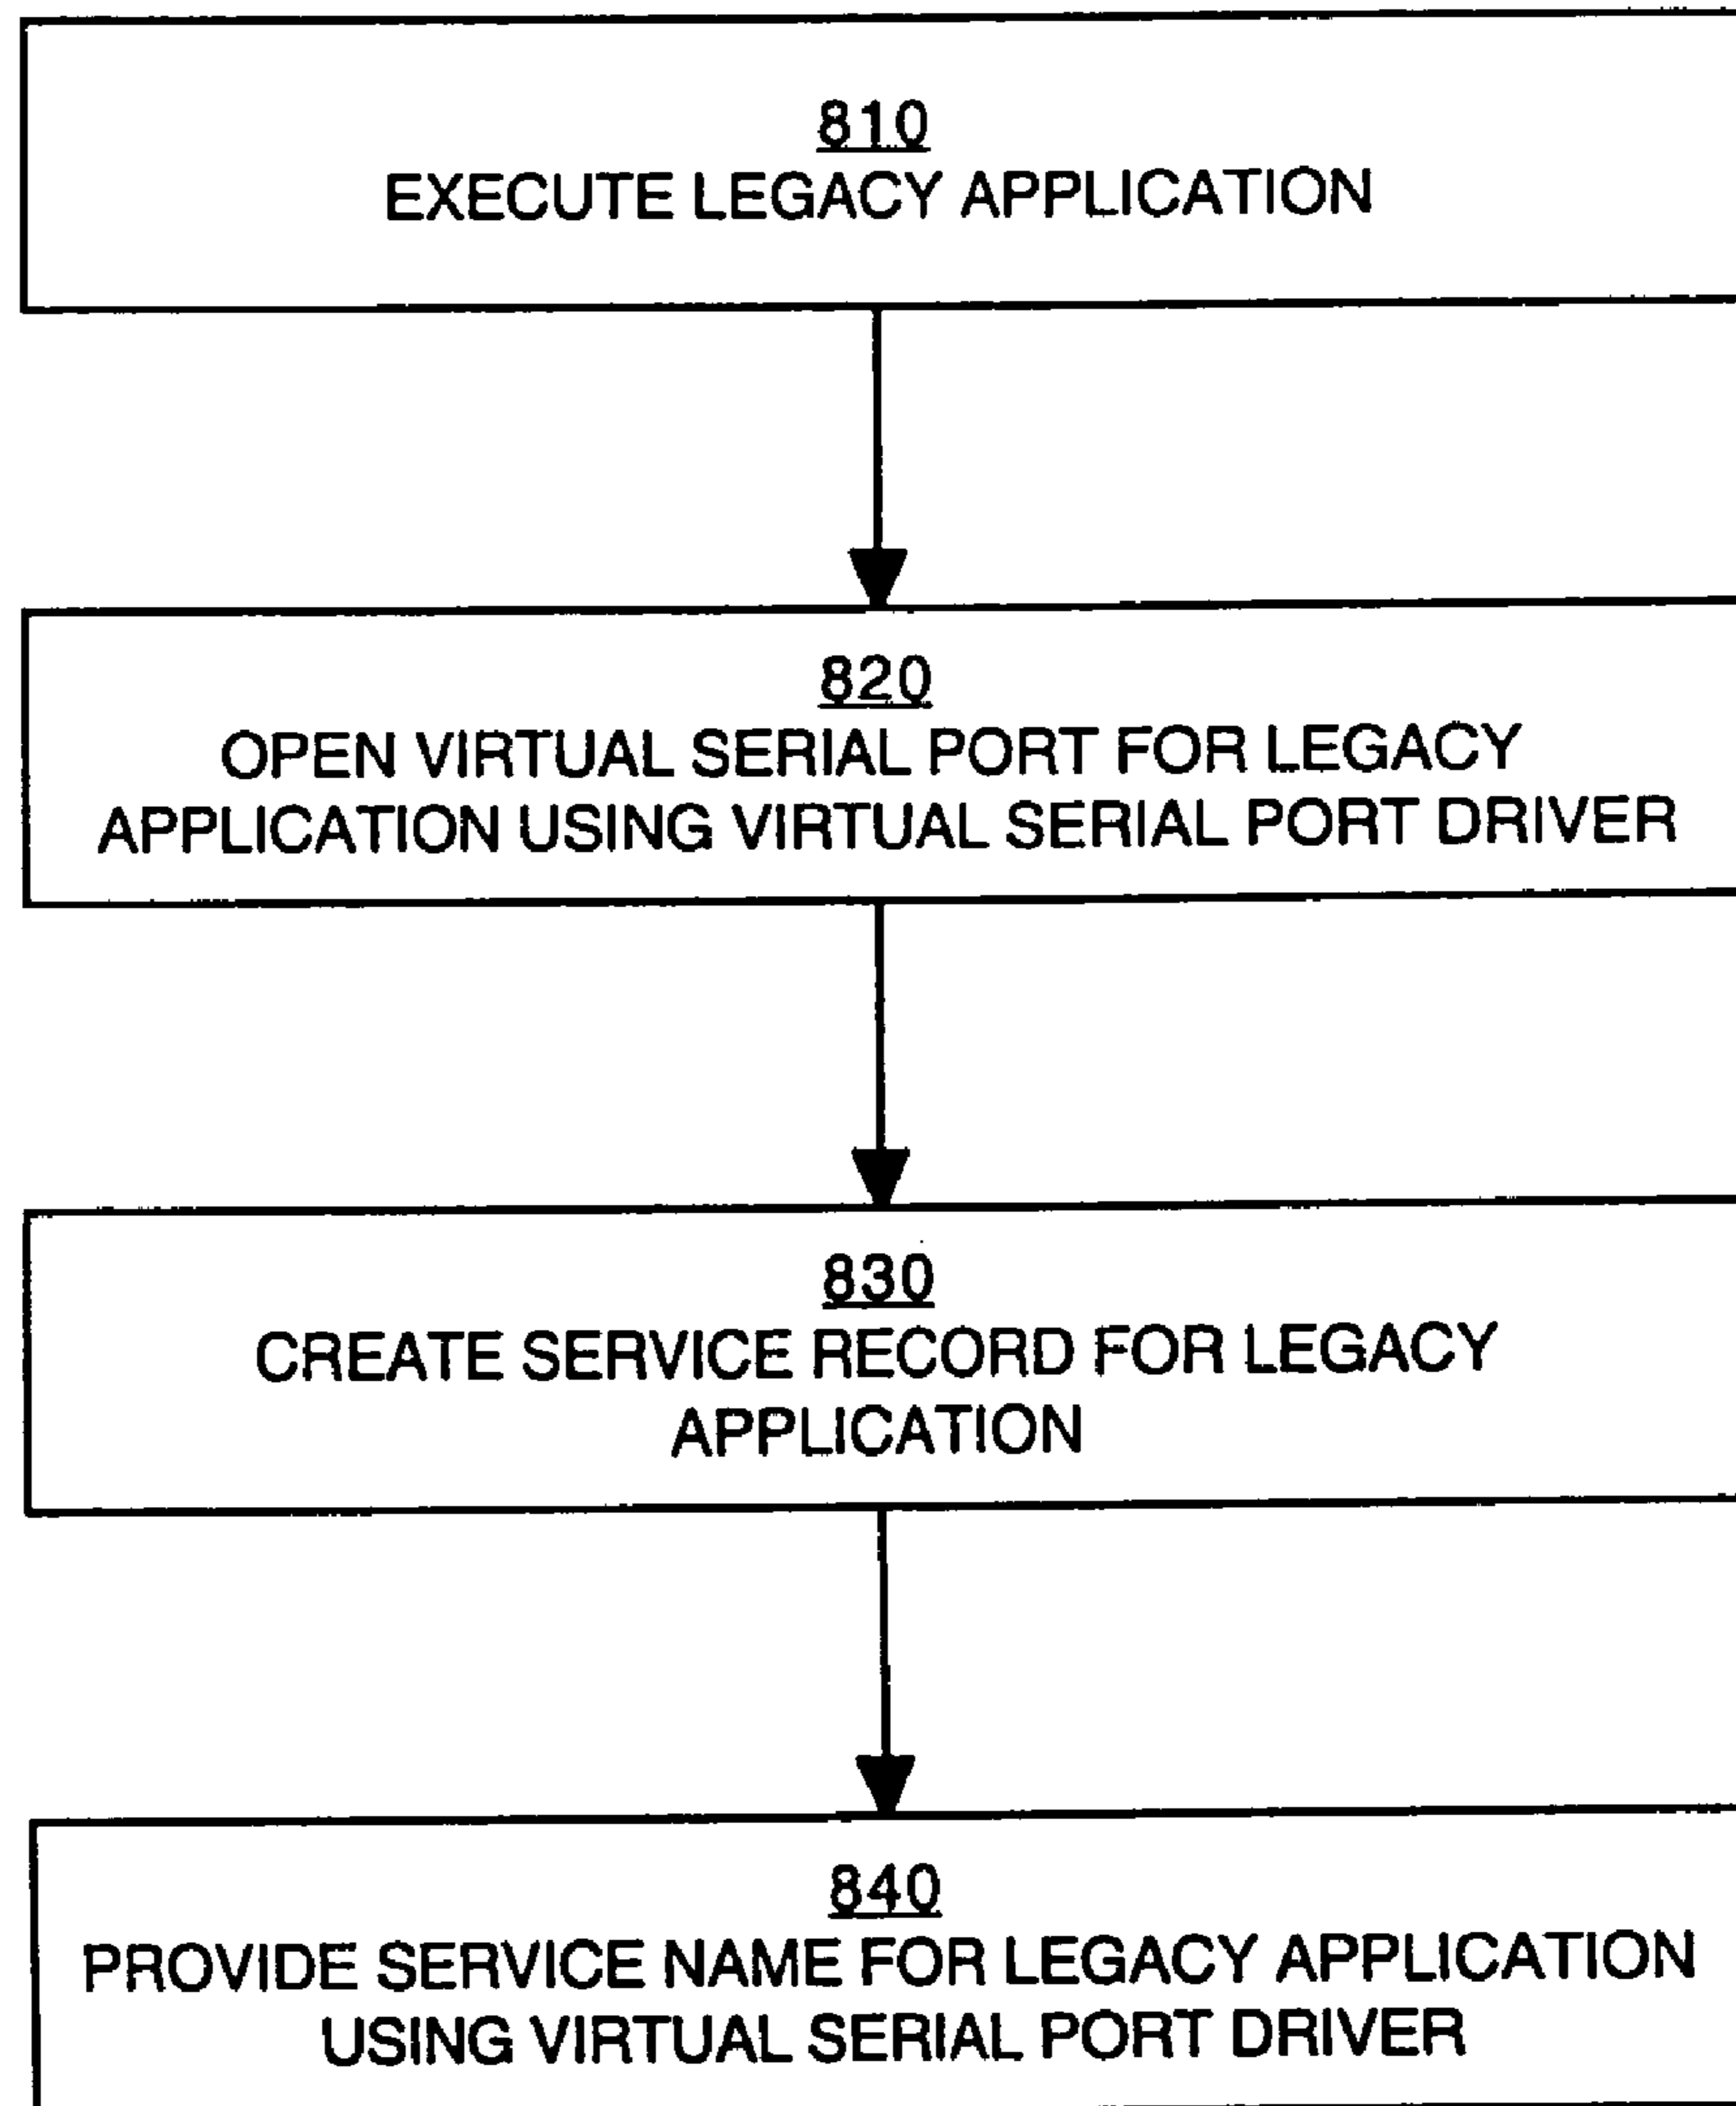 810
EXECUTE LEGACY APPLICATION
820
OPEN VIRTUAL SERIAL PORT FOR LEGACY
APPLICATION USING VIRTUAL SERIAL PORT DRIVER
830
CREATE SERVICE RECORD FOR LEGACY
APPLICATION
840
PROVIDE SERVICE NAME FOR LEGACY APPLICATION
USING VIRTUAL SERIAL PORT DRIVER